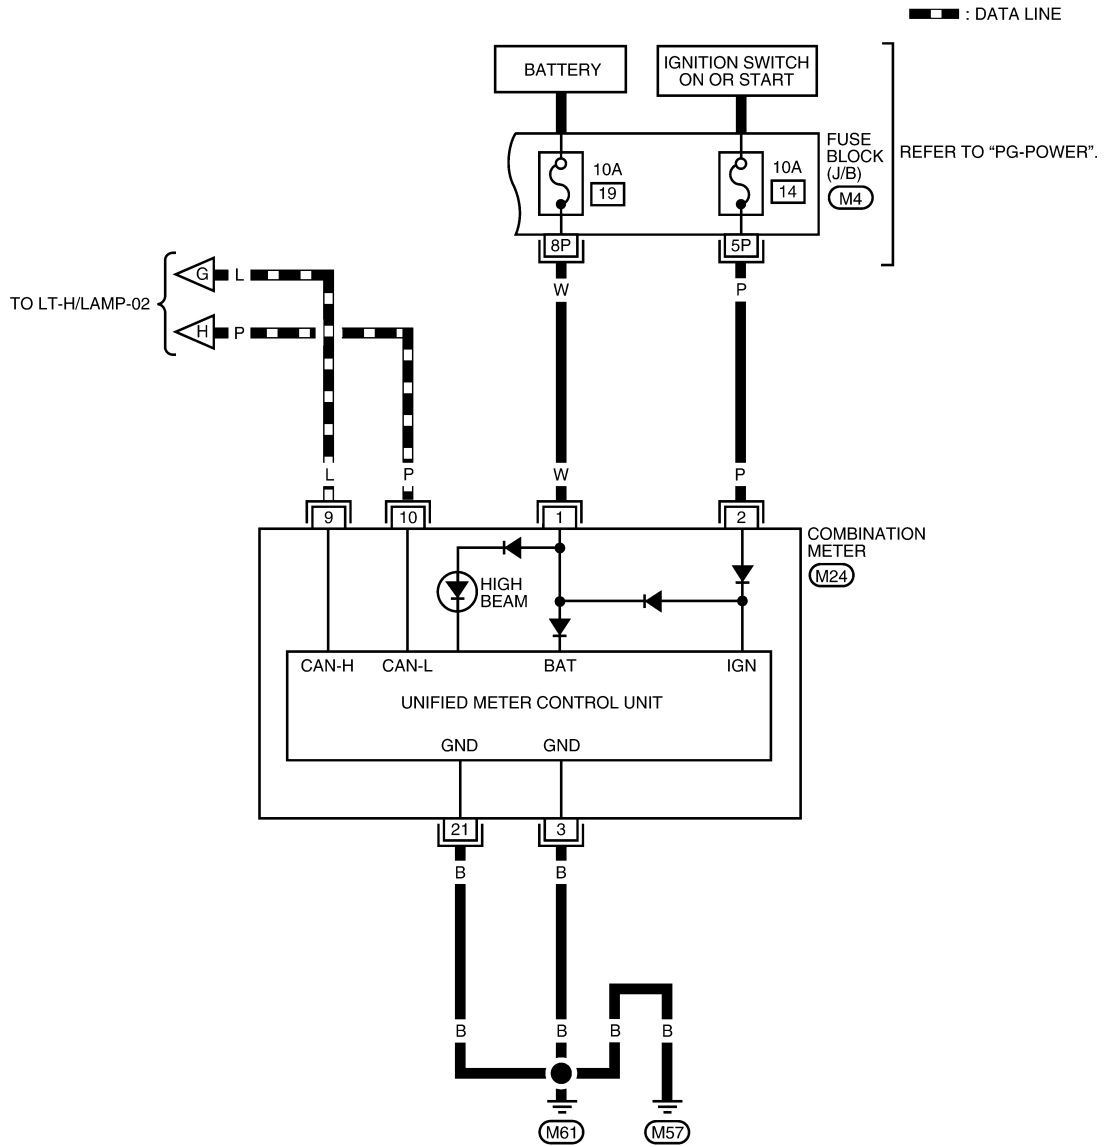 : DATA LINE
BATTERY
IGNITION SWITCH
ON OR START
FUSE
BLOCK
(J/B)
M4
REFER TO “PG-POWER”.
10A
19
10A
14
8P
5P
W
P
TO LT-H/LAMP-02
G
L
H
P
L
P
W
P
9
10
1
2
COMBINATION
METER
M24
HIGH
BEAM
CAN-H
CAN-L
BAT
IGN
UNIFIED METER CONTROL UNIT
GND
GND
21
3
B
B
B
B
B
B
M61
M57